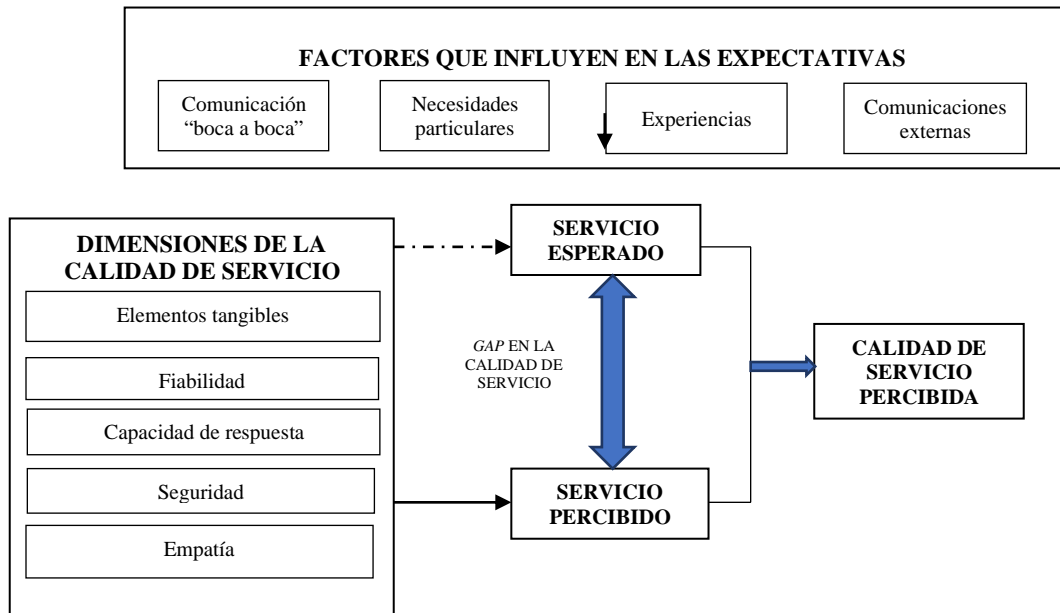 FACTORES QUE INFLUYEN EN LAS EXPECTATIVAS
Comunicación
“boca a boca”
Necesidades
particulares
Experiencias
Comunicaciones
externas
DIMENSIONES DE LA
CALIDAD DE SERVICIO
Elementos tangibles
Fiabilidad
Capacidad de respuesta
Seguridad
Empatía
SERVICIO
ESPERADO
GAP EN LA
CALIDAD DE
SERVICIO
SERVICIO
PERCIBIDO
CALIDAD DE
SERVICIO
PERCIBIDA